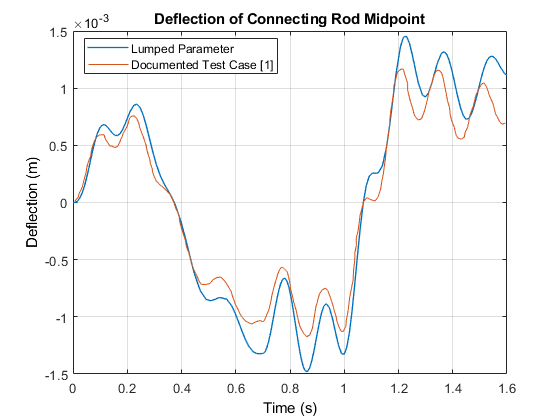 Deflection of Connecting Rod Midpoint
×10⁻³
Lumped Parameter
Documented Test Case [1]
1.5
1
0.5
0
-0.5
-1
-1.5
Deflection (m)
0 0.2 0.4 0.6 0.8 1 1.2 1.4 1.6
Time (s)